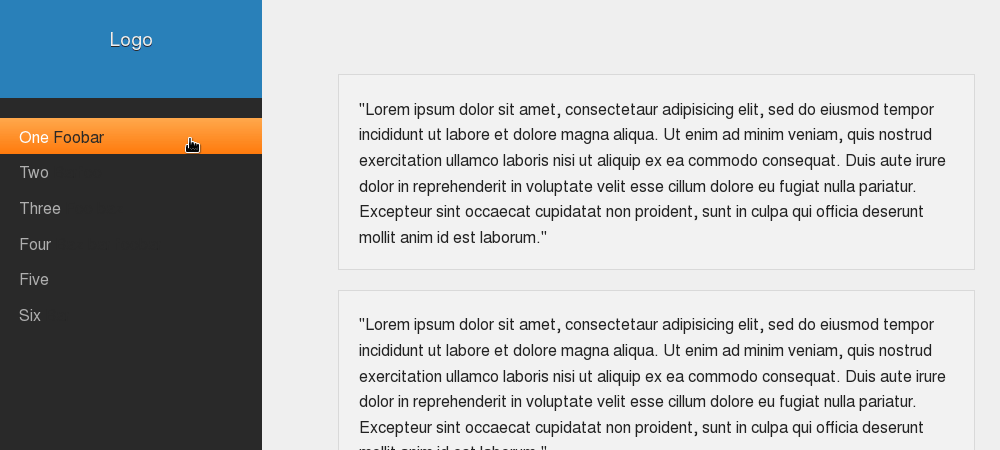 Logo
One Foobar
Two
Three
Four
Five
Six
"Lorem ipsum dolor sit amet, consectetaur adipisicing elit, sed do eiusmod tempor
incididunt ut labore et dolore magna aliqua. Ut enim ad minim veniam, quis nostrud
exercitation ullamco laboris nisi ut aliquip ex ea commodo consequat. Duis aute irure
dolor in reprehenderit in voluptate velit esse cillum dolore eu fugiat nulla pariatur.
Excepteur sint occaecat cupidatat non proident, sunt in culpa qui officia deserunt
mollit anim id est laborum."
"Lorem ipsum dolor sit amet, consectetaur adipisicing elit, sed do eiusmod tempor
incididunt ut labore et dolore magna aliqua. Ut enim ad minim veniam, quis nostrud
exercitation ullamco laboris nisi ut aliquip ex ea commodo consequat. Duis aute irure
dolor in reprehenderit in voluptate velit esse cillum dolore eu fugiat nulla pariatur.
Excepteur sint occaecat cupidatat non proident, sunt in culpa qui officia deserunt